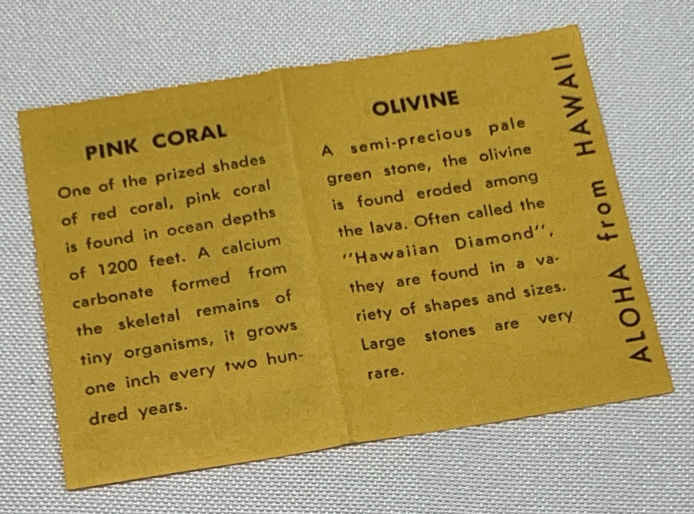 PINK CORAL
One of the prized shades
of red coral, pink coral
is found in ocean depths
of 1200 feet. A calcium
carbonate formed from
the skeletal remains of
tiny organisms, it grows
one inch every two hun-
dred years.
OLIVINE
A semi-precious pale
green stone, the olivine
is found eroded among
the lava. Often called the
''Hawaiian Diamond'',
they are found in a va-
riety of shapes and sizes.
Large stones are very
rare.
ALOHA from HAWAII